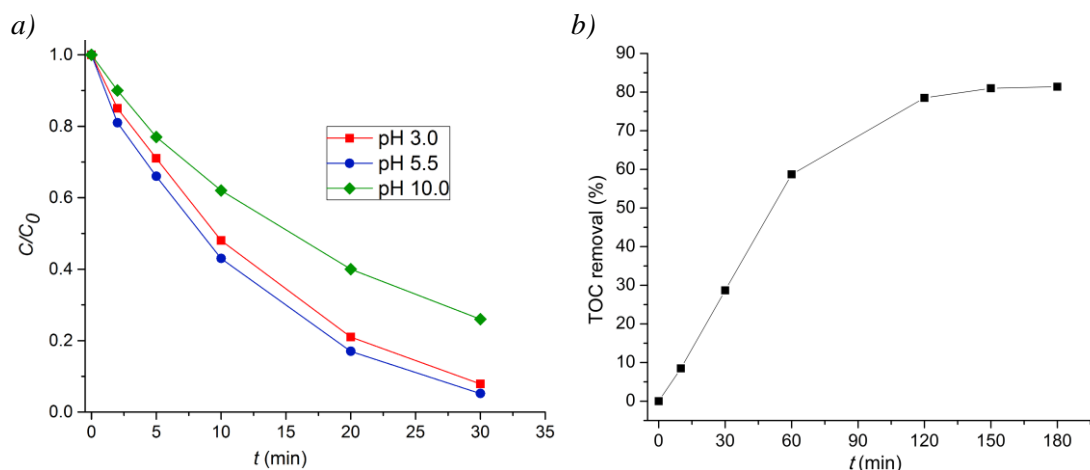 a)
C/C0
1.0
0.8
0.6
0.4
0.2
0.0
pH 3.0
pH 5.5
pH 10.0
0 5 10 15 20 25 30 35
t (min)
b)
TOC removal (%)
90
80
70
60
50
40
30
20
10
0
0 30 60 90 120 150 180
t (min)